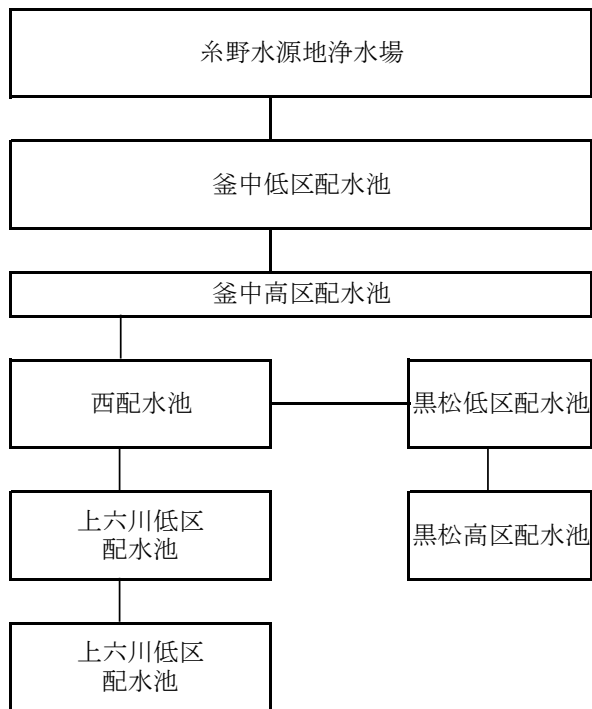 糸野水源地浄水場
釜中低区配水池
釜中高区配水池
西配水池
黒松低区配水池
上六川低区
配水池
黒松高区配水池
上六川低区
配水池